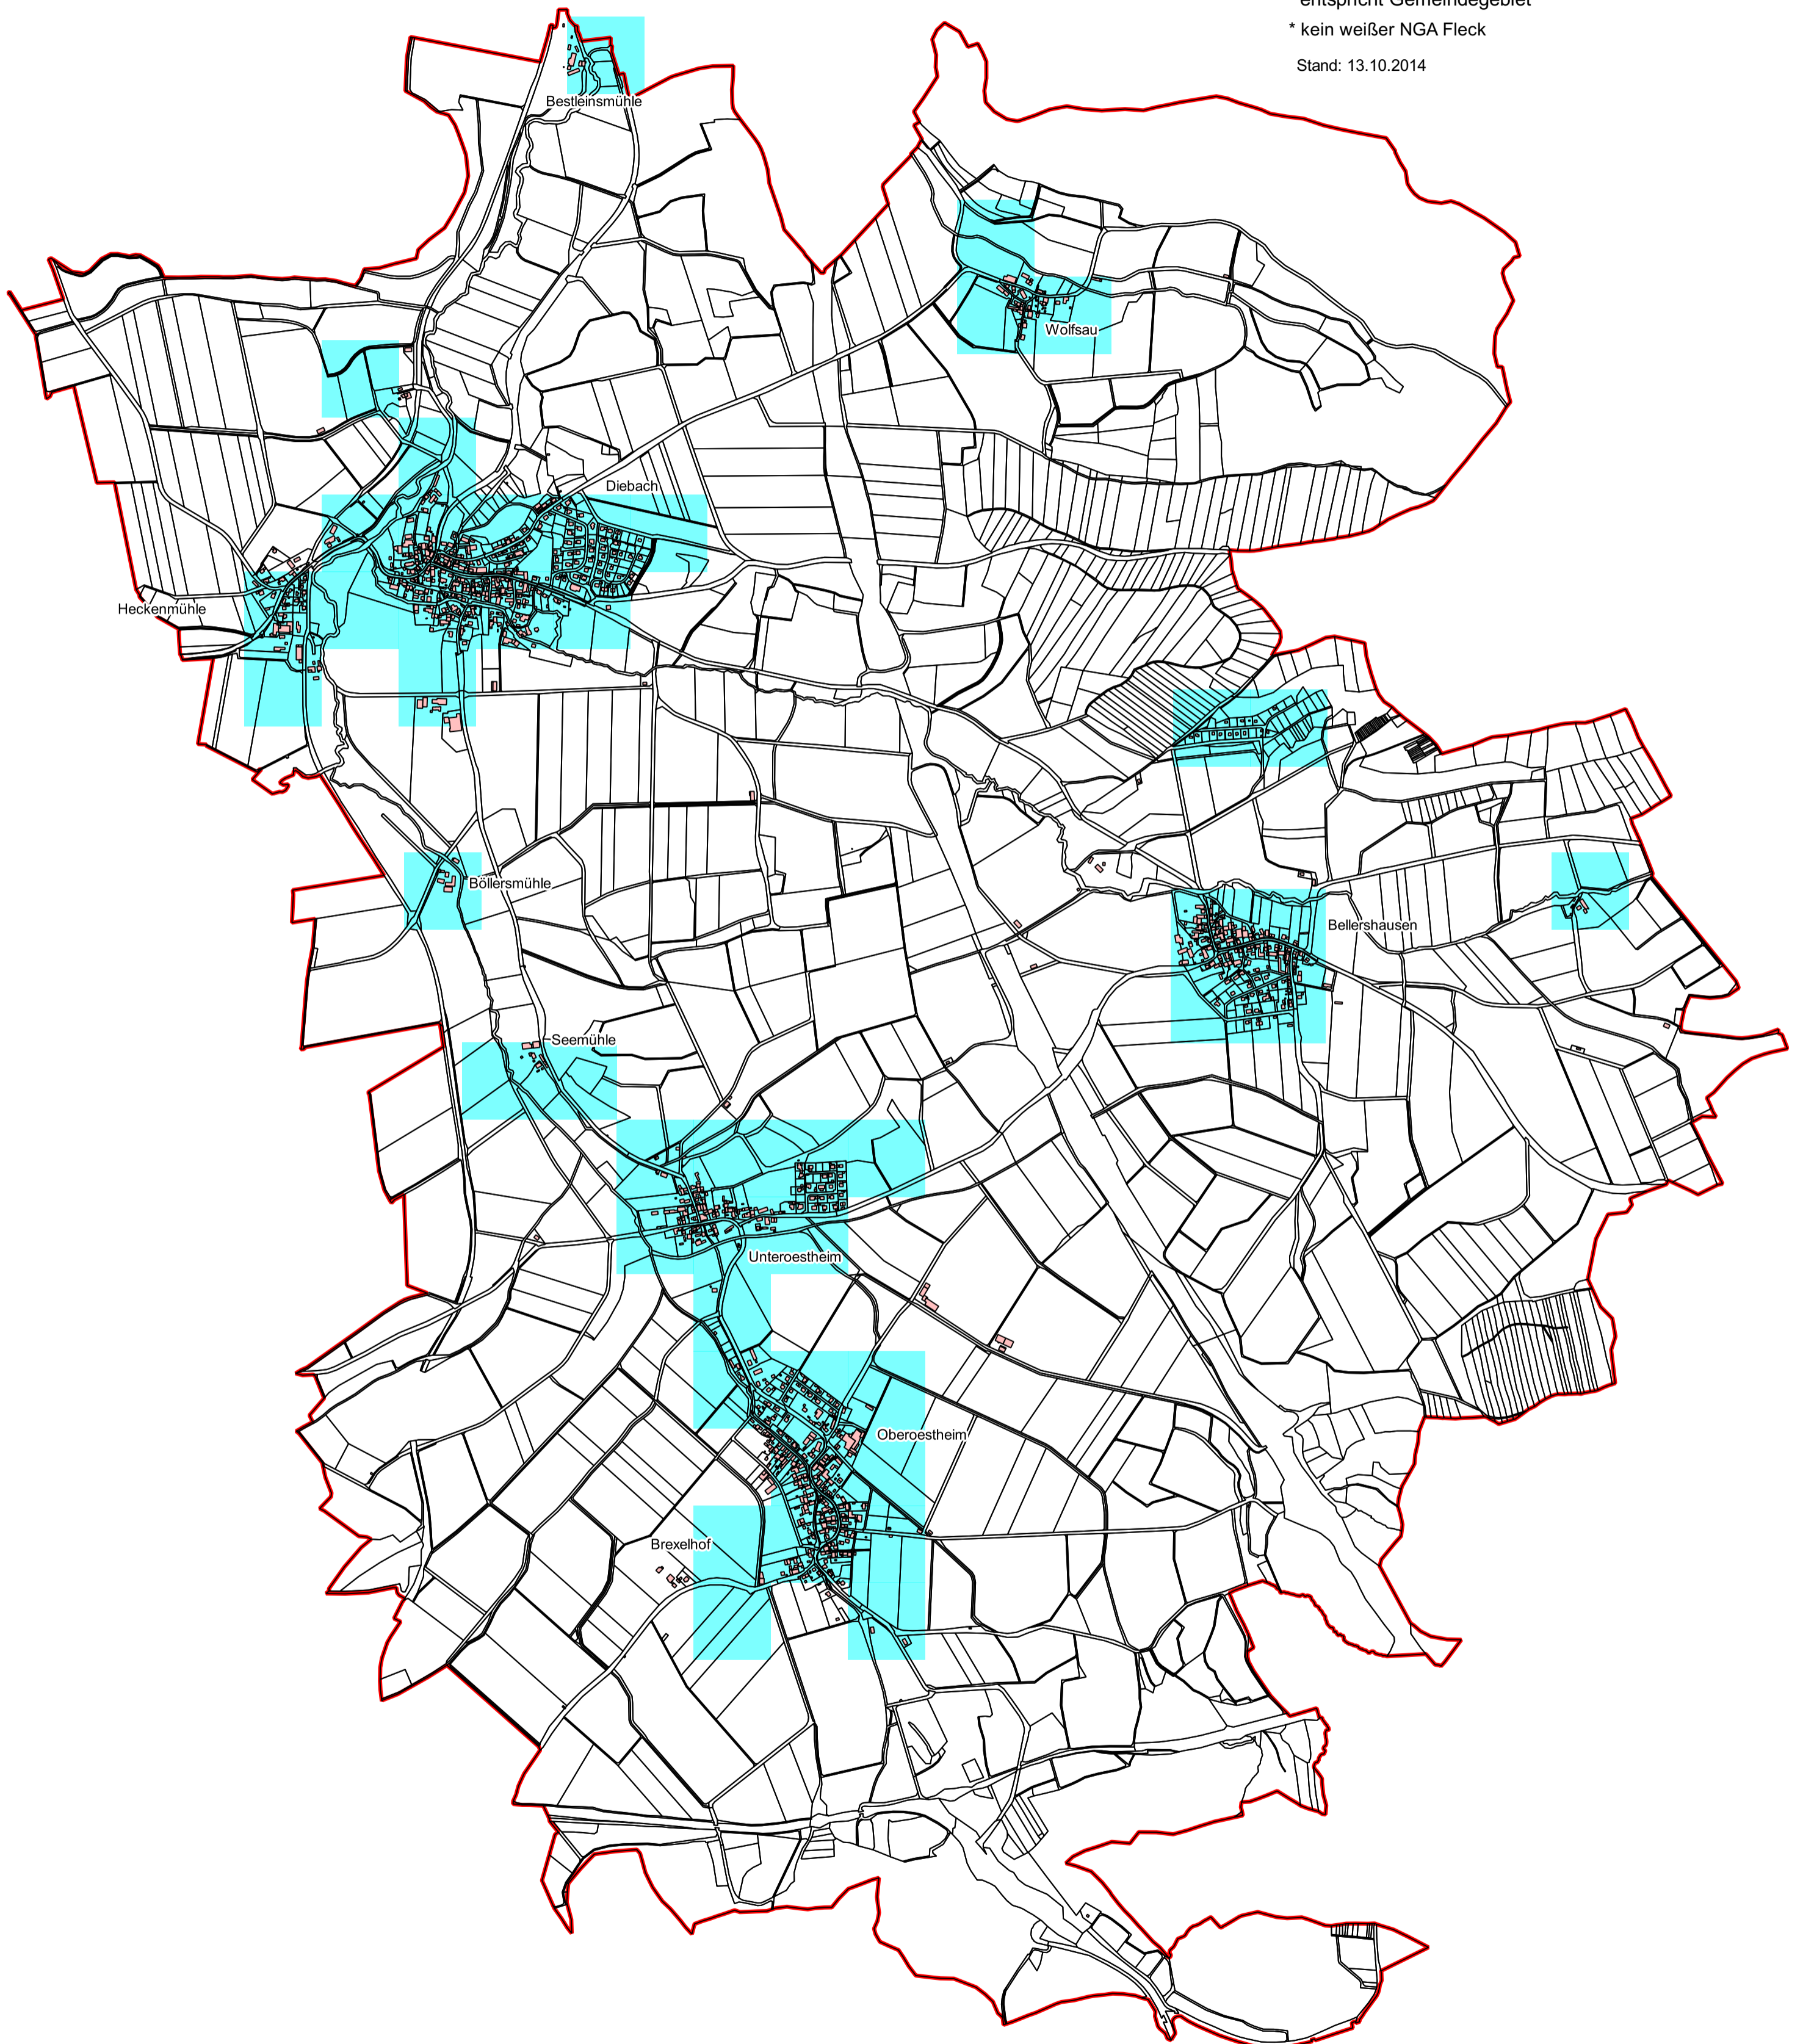 entspricht Gemeindegebiet
* kein weißer NGA Fleck
Stand: 13.10.2014
Bestleinsmühle
Wolfsau
Diebach
Heckenmühle
Böllersmühle
Bellershausen
Seemühle
Unteroestheim
Oberoestheim
Brexelhof